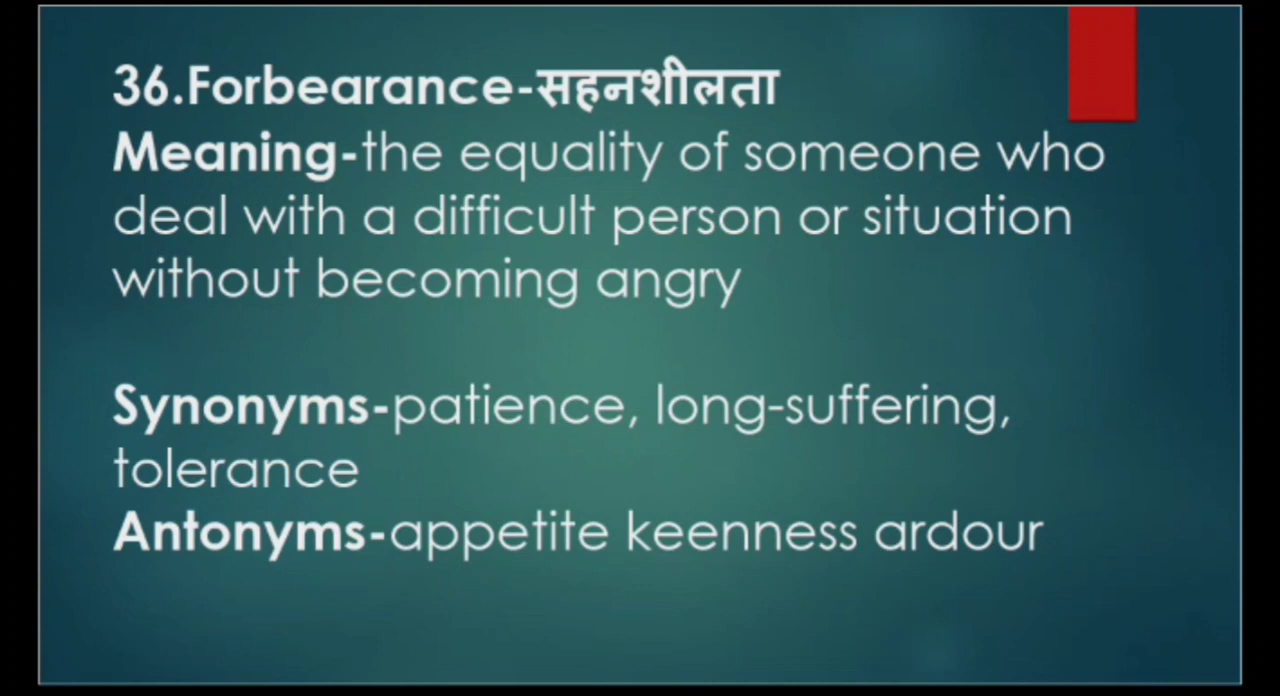 36.Forbearance-सहनशीलता
Meaning-the equality of someone who
deal with a difficult person or situation
without becoming angry
Synonyms-patience, long-suffering,
tolerance
Antonyms-appetite keenness ardour